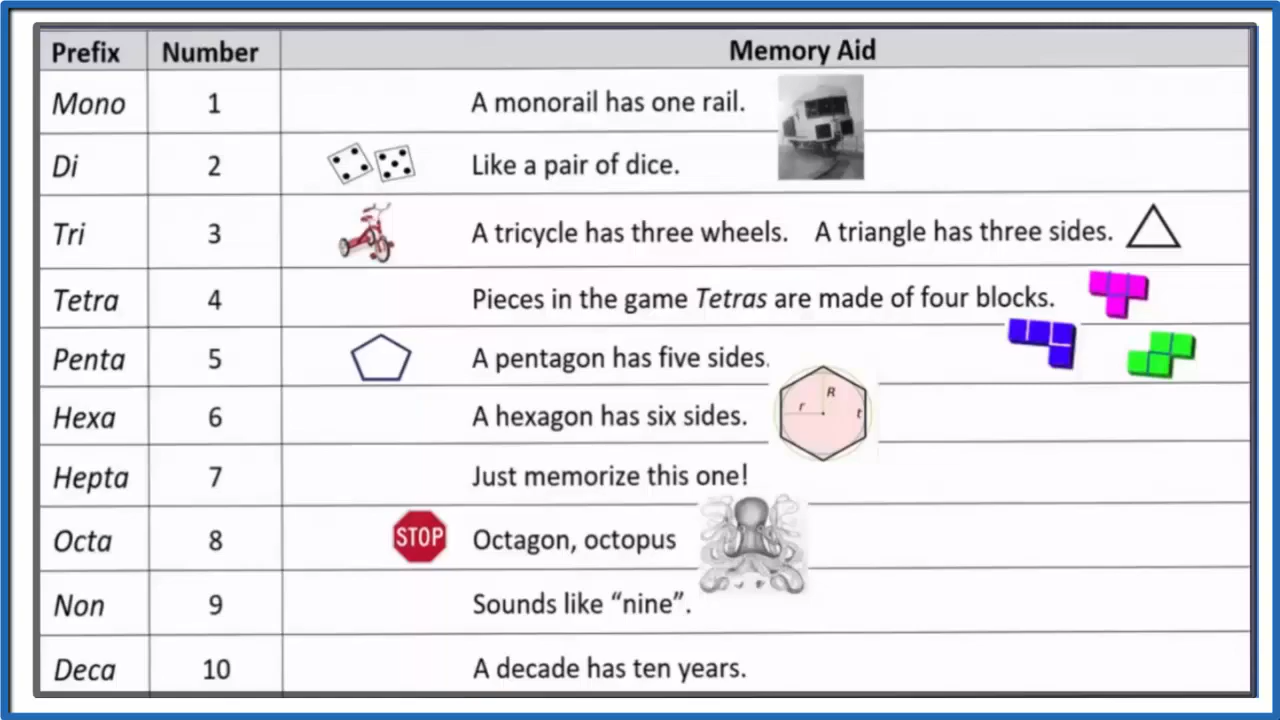 Prefix Number Memory Aid
Mono 1 A monorail has one rail.
Di 2 Like a pair of dice.
Tri 3 A tricycle has three wheels. A triangle has three sides.
Tetra 4 Pieces in the game Tetras are made of four blocks.
Penta 5 A pentagon has five sides.
Hexa 6 A hexagon has six sides. r R t
Hepta 7 Just memorize this one!
Octa 8 STOP Octagon, octopus
Non 9 Sounds like “nine”.
Deca 10 A decade has ten years.